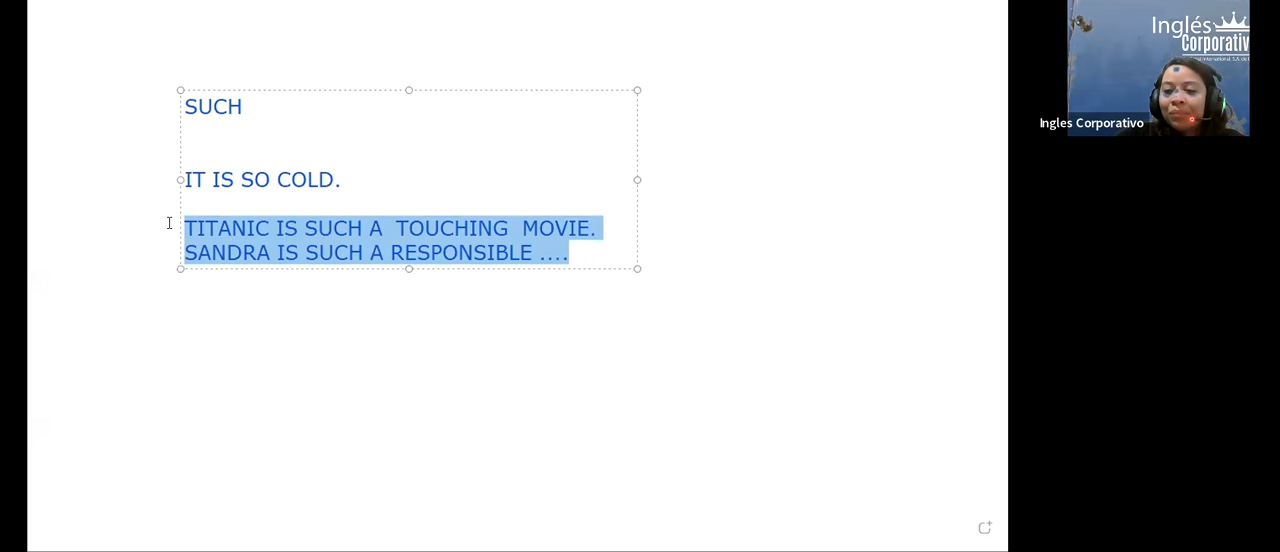 SUCH
IT IS SO COLD.
TITANIC IS SUCH A TOUCHING MOVIE.
SANDRA IS SUCH A RESPONSIBLE ....
Inglés
Corporativ
Ingles Corporativo